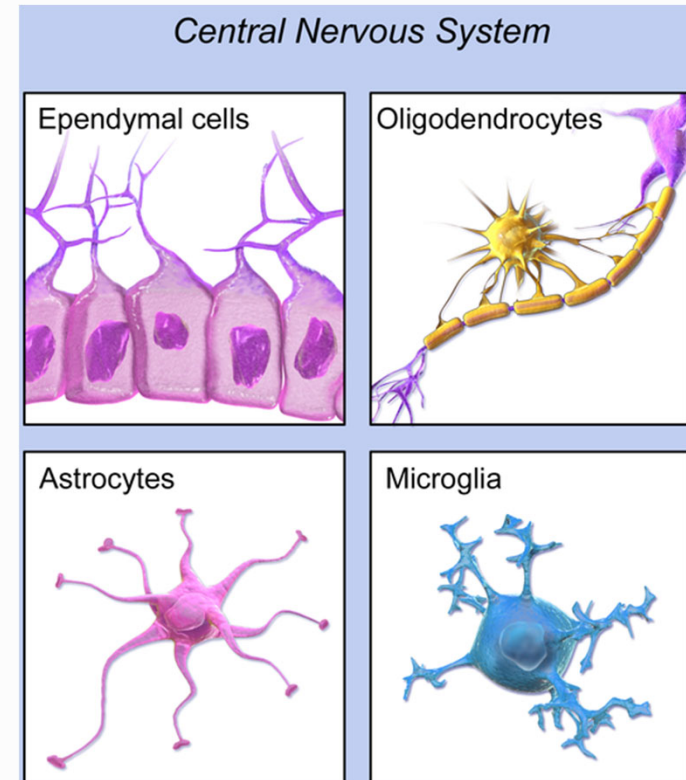 Central Nervous System
Ependymal cells
Oligodendrocytes
Astrocytes
Microglia